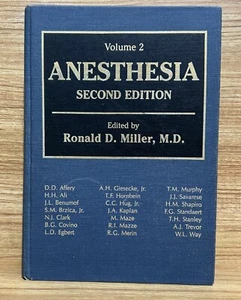 Volume 2
ANESTHESIA
SECOND EDITION
Edited by
Ronald D. Miller, M.D.
D.D. Alfery
H.H. Ali
J.L. Benumof
S.M. Brzica, Jr.
N.J. Clark
B.G. Covino
L.D. Egbert
A.H. Giesecke, Jr.
T.F. Hornbein
C.C. Hug, Jr.
J.A. Kaplan
M. Maze
R.I. Mazze
R.G. Merin
T.M. Murphy
J.J. Savarese
H.M. Shapiro
F.G. Standaert
T.H. Stanley
A.J. Trevor
W.L. Way